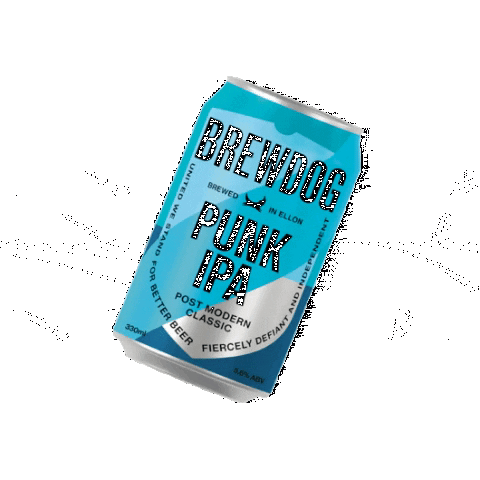 BREWDOG
BREWED IN ELLON
PUNK
IPA
POST MODERN
CLASSIC
UNITED WE STAND FOR BETTER BEER
FIERCELY DEFIANT AND INDEPENDENT
330ml
5.6% ABV